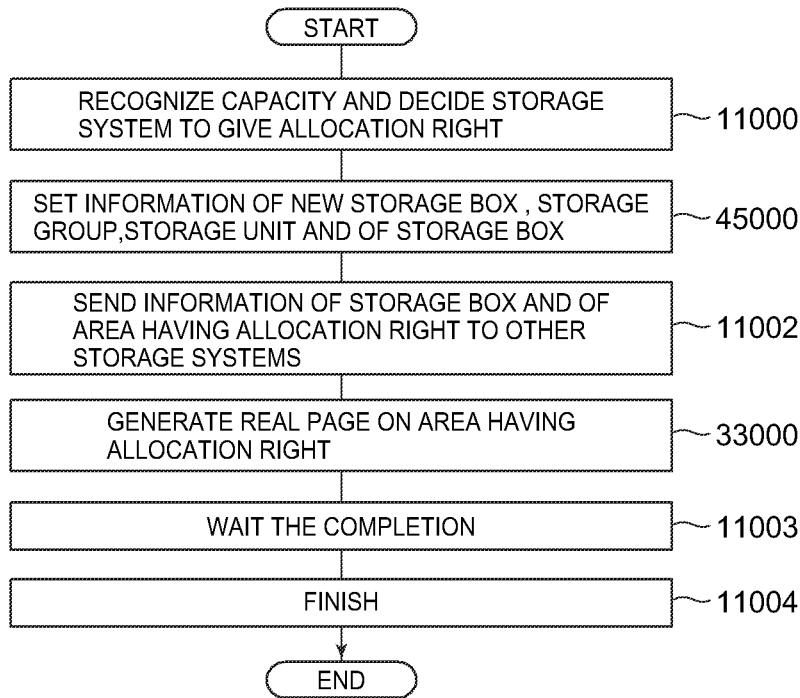 START
RECOGNIZE CAPACITY AND DECIDE STORAGE
SYSTEM TO GIVE ALLOCATION RIGHT
11000
SET INFORMATION OF NEW STORAGE BOX , STORAGE
GROUP,STORAGE UNIT AND OF STORAGE BOX
45000
SEND INFORMATION OF STORAGE BOX AND OF
AREA HAVING ALLOCATION RIGHT TO OTHER
STORAGE SYSTEMS
11002
GENERATE REAL PAGE ON AREA HAVING
ALLOCATION RIGHT
33000
WAIT THE COMPLETION
11003
FINISH
11004
END